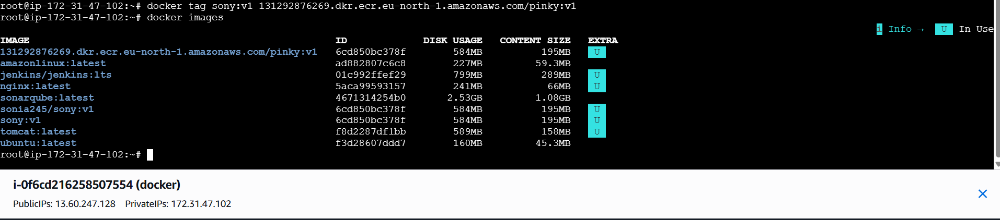 root@ip-172-31-47-102:~# docker tag sony:v1 131292876269.dkr.ecr.eu-north-1.amazonaws.com/pinky:v1
root@ip-172-31-47-102:~# docker images
i Info → U In Use
IMAGE ID DISK USAGE CONTENT SIZE EXTRA
131292876269.dkr.ecr.eu-north-1.amazonaws.com/pinky:v1 6cd850bc378f 584MB 195MB U
amazonlinux:latest ad882807c6c8 227MB 59.3MB
jenkins/jenkins:lts 01c992ffef29 799MB 289MB U
nginx:latest 5aca99593157 241MB 66MB U
sonarqube:latest 4671314254b0 2.53GB 1.08GB
sonia245/sony:v1 6cd850bc378f 584MB 195MB U
sony:v1 6cd850bc378f 584MB 195MB U
tomcat:latest f8d2287df1bb 589MB 158MB U
ubuntu:latest f3d28607ddd7 160MB 45.3MB
root@ip-172-31-47-102:~#
i-0f6cd216258507554 (docker)
PublicIPs: 13.60.247.128 PrivateIPs: 172.31.47.102